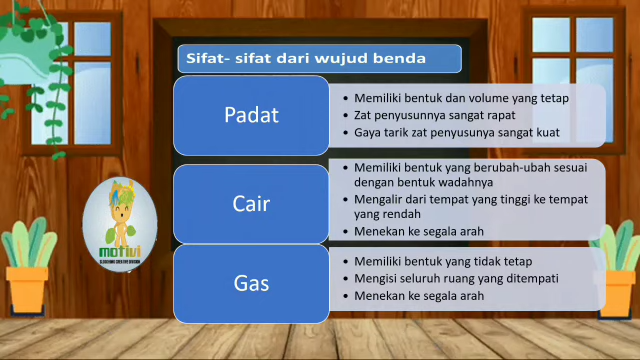 Sifat- sifat dari wujud benda
Padat
• Memiliki bentuk dan volume yang tetap
• Zat penyusunnya sangat rapat
• Gaya tarik zat penyusunya sangat kuat
Cair
• Memiliki bentuk yang berubah-ubah sesuai
dengan bentuk wadahnya
• Mengalir dari tempat yang tinggi ke tempat
yang rendah
• Menekan ke segala arah
Gas
• Memiliki bentuk yang tidak tetap
• Mengisi seluruh ruang yang ditempati
• Menekan ke segala arah
motivi